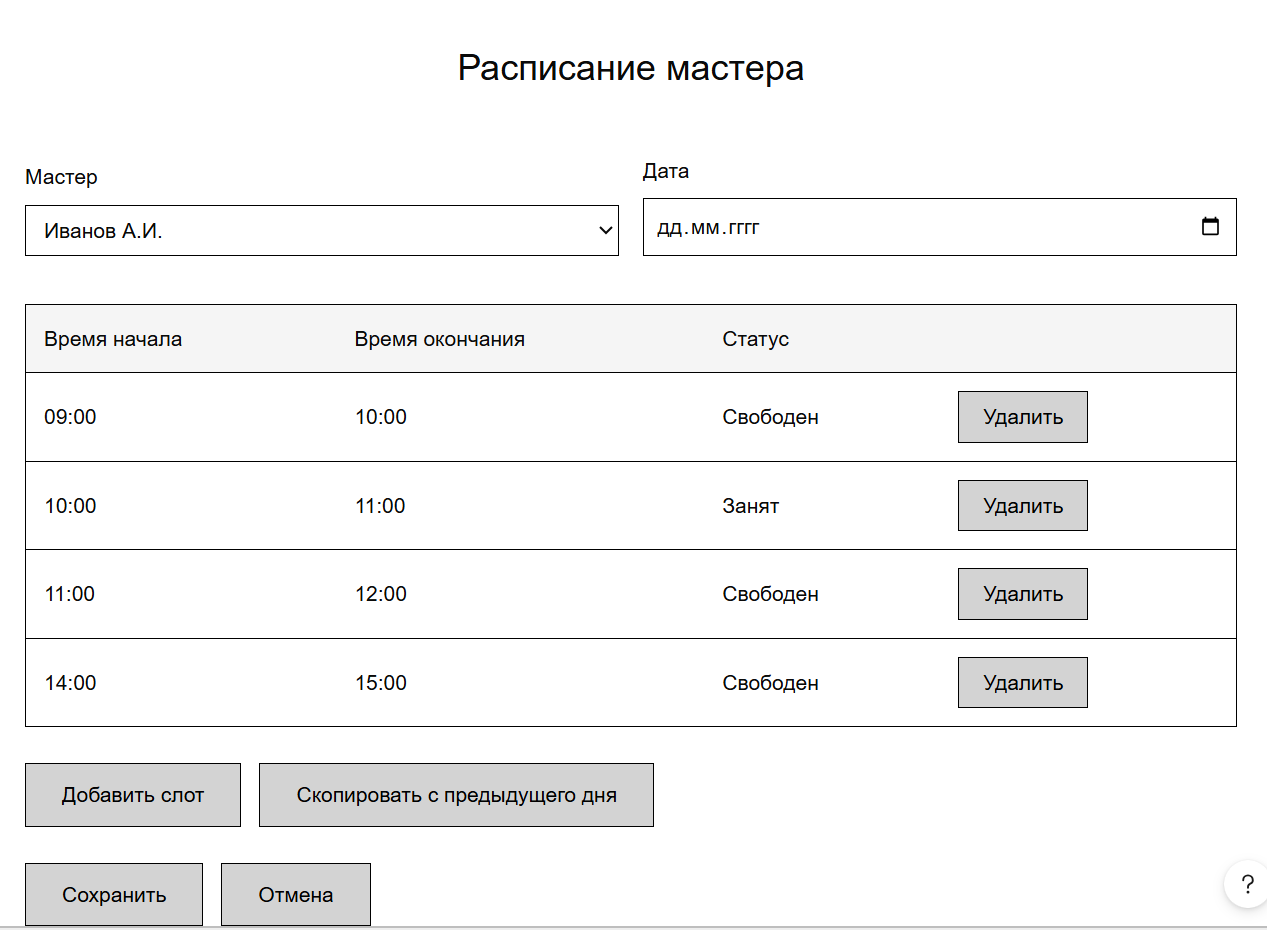 Расписание мастера
Мастер
Дата
Иванов А.И.
дд.мм.гггг
Время начала Время окончания Статус
09:00 10:00 Свободен Удалить
10:00 11:00 Занят Удалить
11:00 12:00 Свободен Удалить
14:00 15:00 Свободен Удалить
Добавить слот Скопировать с предыдущего дня
Сохранить Отмена
?